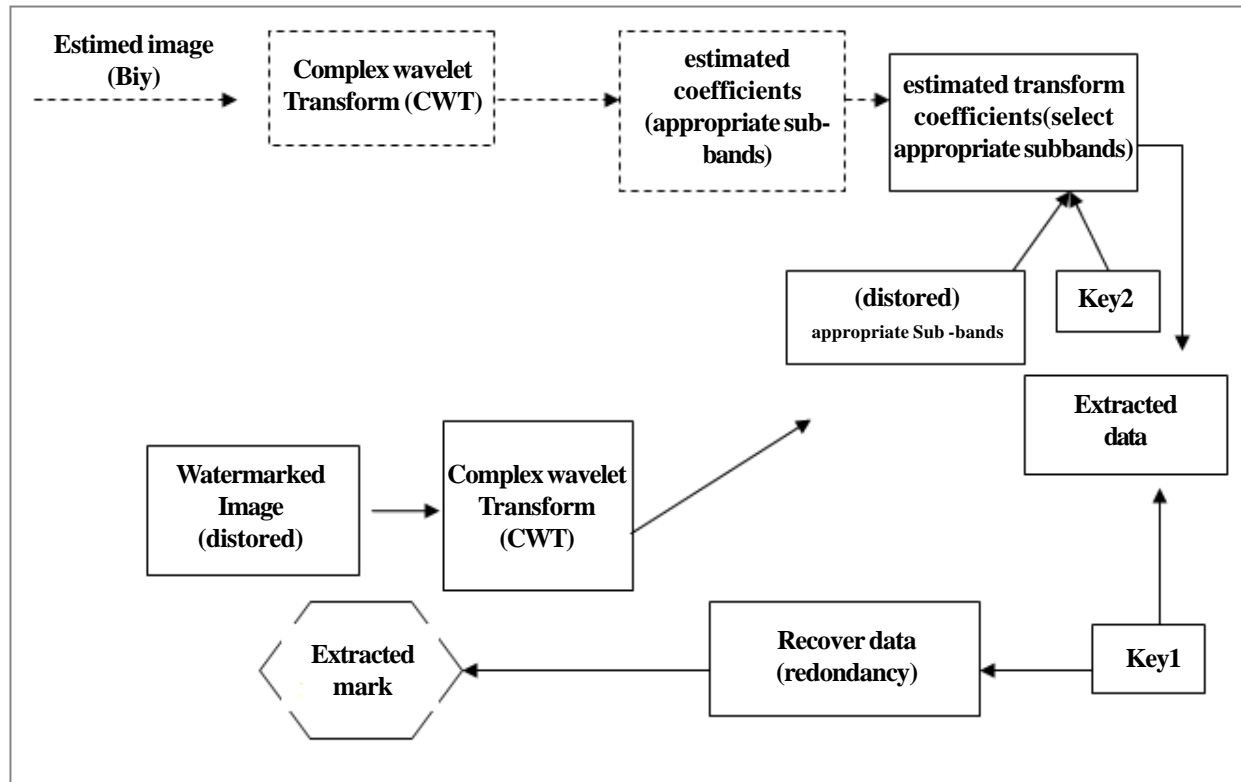 Estimed image
(Biy)
Complex wavelet
Transform (CWT)
estimated
coefficients
(appropriate sub-
bands)
estimated transform
coefficients(select
appropriate subbands)
(distored)
appropriate Sub -bands
Key2
Extracted
data
Watermarked
Image
(distored)
Complex wavelet
Transform
(CWT)
Extracted
mark
Recover data
(redondancy)
Key1